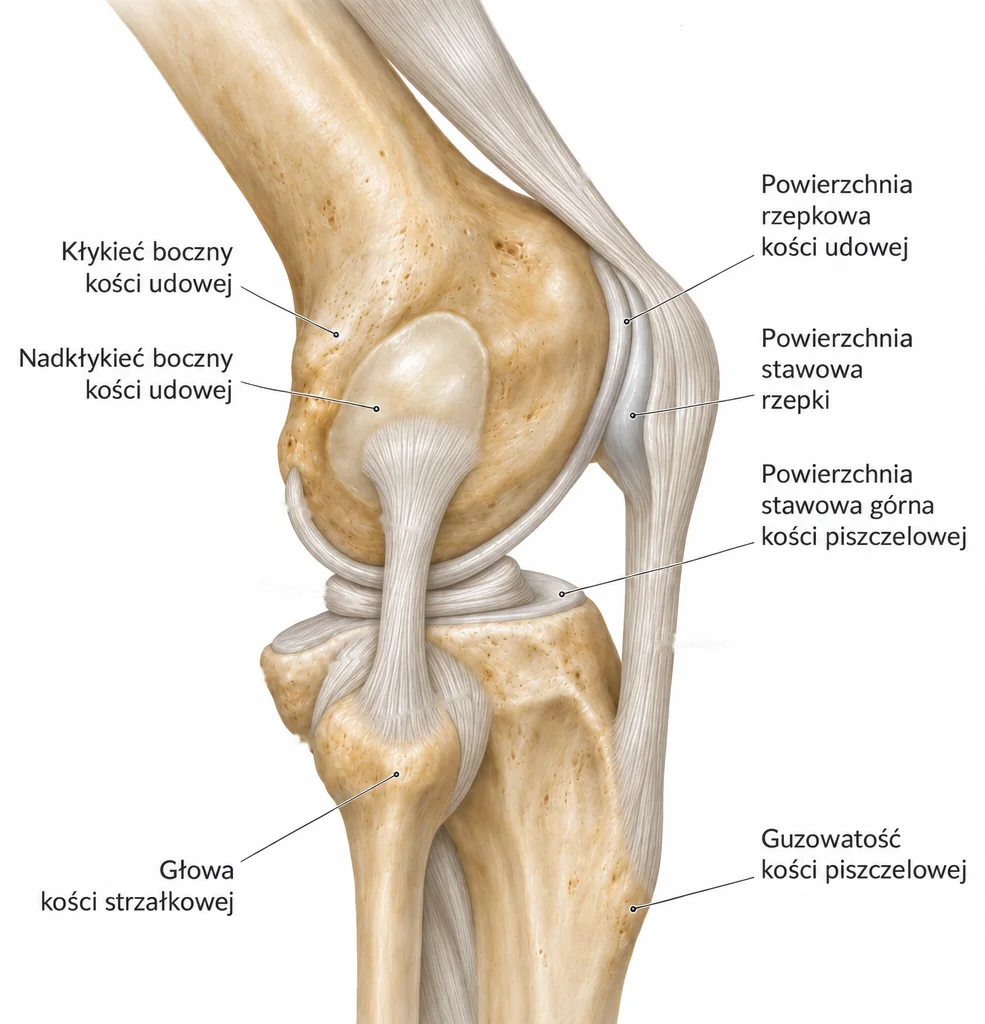 Kłykieć boczny
kości udowej
Nadkłykieć boczny
kości udowej
Głowa
kości strzałkowej
Powierzchnia
rzepkowa
kości udowej
Powierzchnia
stawowa
rzepki
Powierzchnia
stawowa górna
kości piszczelowej
Guzowatość
kości piszczelowej